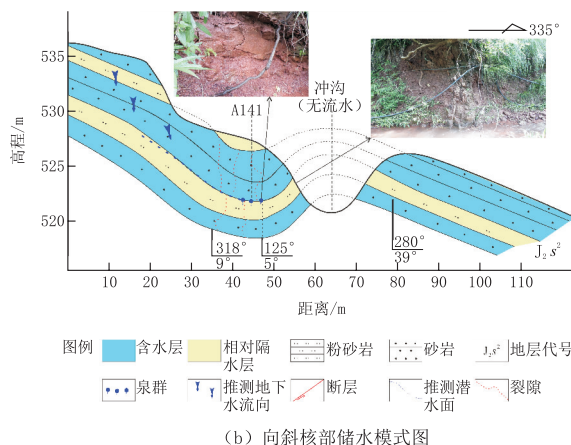 335°
535
530
525
520
高程/m
A141
冲沟
(无流水)
318°
9°
125°
5°
280°
39°
J₂s²
10 20 30 40 50 60 70 80 90 100 110
距离/m
图例 含水层 相对隔水层 粉砂岩 砂岩 J₂s² 地层代号
泉群 推测地下水流向 断层 推测潜水面 裂隙
(b) 向斜核部储水模式图